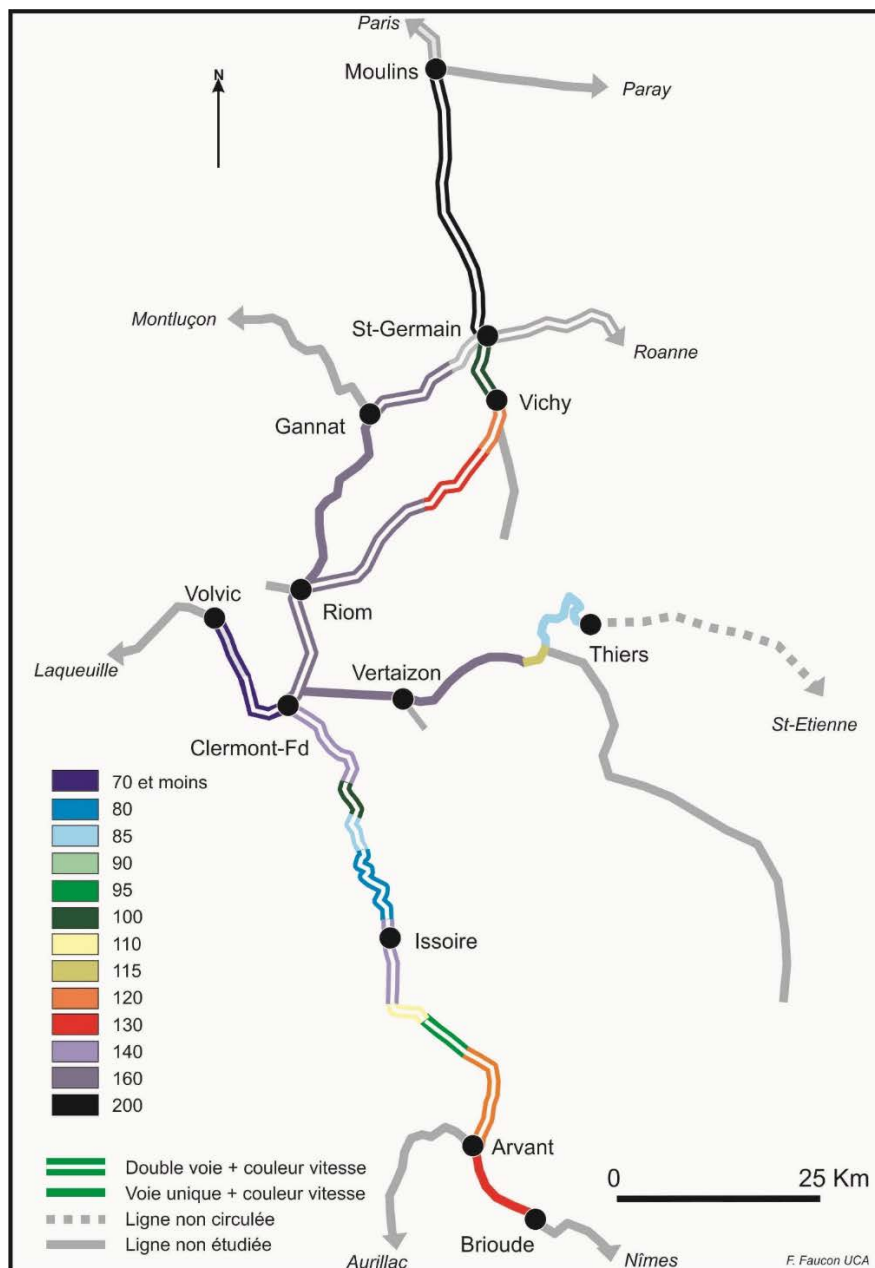 Paris
N
Moulins
Paray
Montluçon
St-Germain
Roanne
Gannat
Vichy
Volvic
Riom
Thiers
Laqueuille
Vertaizon
St-Etienne
Clermont-Fd
70 et moins
80
85
90
95
100
110
115
120
130
140
160
200
Issoire
Arvant
Double voie + couleur vitesse
Voie unique + couleur vitesse
Ligne non circulée
Ligne non étudiée
0 25 Km
Brioude
Aurillac
Nîmes
F. Faucon UCA